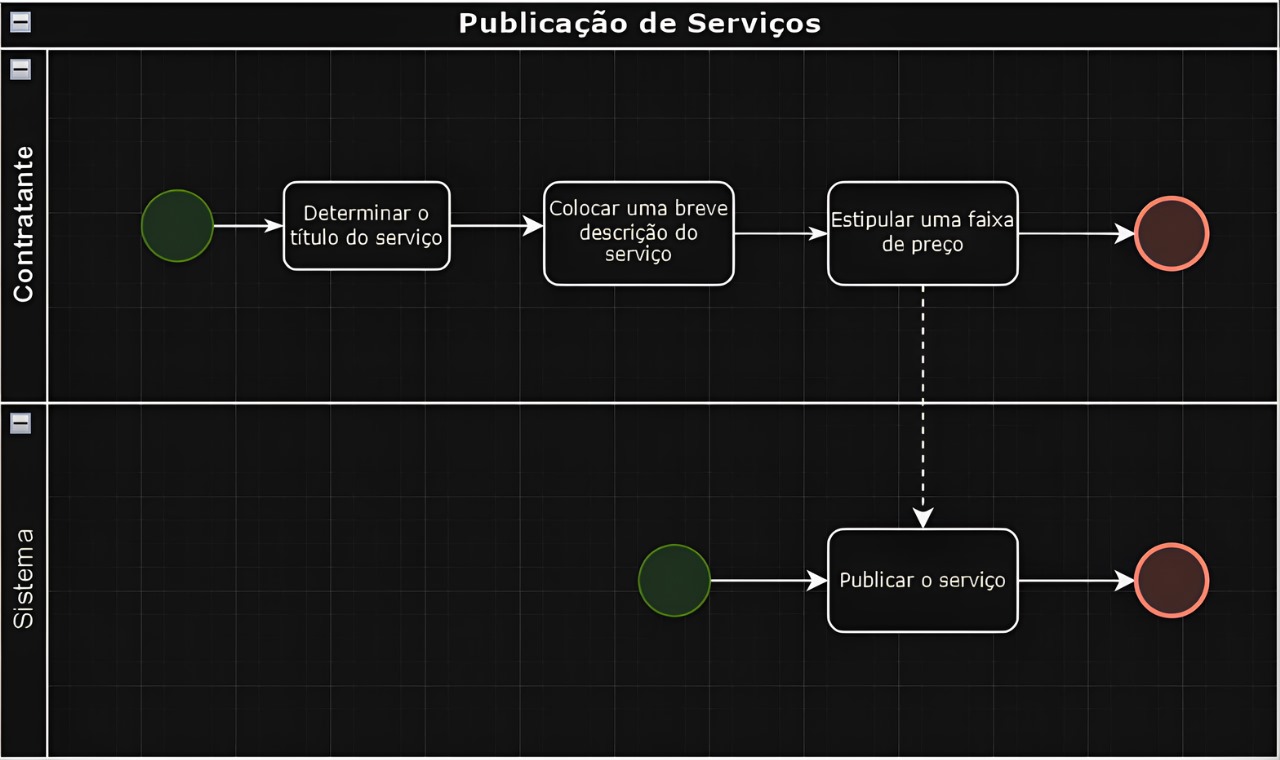 Publicação de Serviços
Contratante
Determinar o
título do serviço
Colocar uma breve
descrição do
serviço
Estipular uma faixa
de preço
Sistema
Publicar o serviço